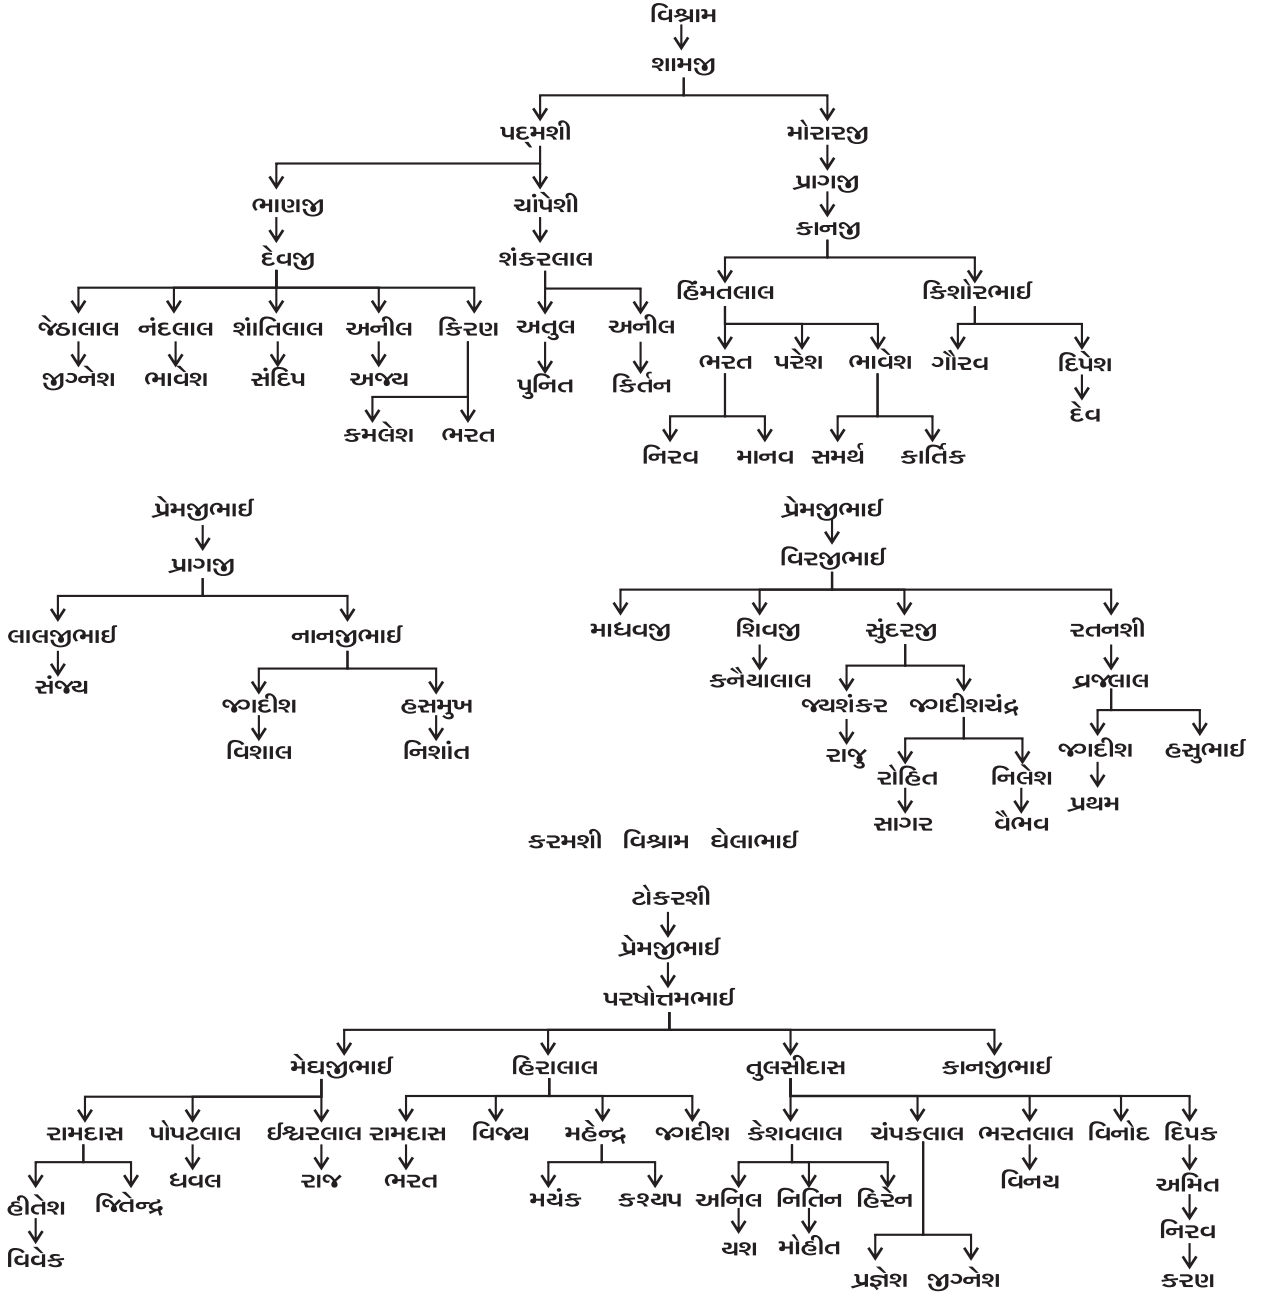 વિશ્રામ
શામજી
પદ્મશી મોરારજી
પ્રાગજી
ભાણજી ચાંપેશી
કાનજી
દેવજી શંકરલાલ
હિંમતલાલ કિશોરભાઈ
જેઠાલાલ નંદલાલ શાંતિલાલ અનીલ કિરણ અતુલ અનીલ
ભરત પરેશ ભાવેશ ગૌરવ દિપેશ
જીગ્નેશ ભાવેશ સંદિપ અજય પુનિત કિર્તન
દેવ
કમલેશ ભરત
નિરવ માનવ સમર્થ કાર્તિક
પ્રેમજીભાઈ પ્રેમજીભાઈ
પ્રાગજી વિરજીભાઈ
લાલજીભાઈ નાનજીભાઈ માધવજી શિવજી સુંદરજી રતનશી
સંજય કનૈયાલાલ વ્રજલાલ
જગદીશ હસમુખ જયશંકર જગદીશચંદ્ર
વિશાલ નિશાંત રાજુ જગદીશ હસુભાઈ
રોહિત નિલેશ
પ્રથમ
સાગર વૈભવ
કરમશી વિશ્રામ ઘેલાભાઈ
ટોકરશી
પ્રેમજીભાઈ
પરષોત્તમભાઈ
મેઘજીભાઈ હિરાલાલ તુલસીદાસ કાનજીભાઈ
રામદાસ પોપટલાલ ઈશ્વરલાલ રામદાસ વિજય મહેન્દ્ર જગદીશ કેશવલાલ ચંપકલાલ ભરતલાલ વિનોદ દિપક
ધવલ રાજ ભરત વિનય અમિત
હીતેશ જિતેન્દ્ર મયંક કશ્યપ અનિલ નિતિન હિરેન
નિરવ
વિવેક યશ મોહીત
પ્રજ્ઞેશ જીગ્નેશ કરણ